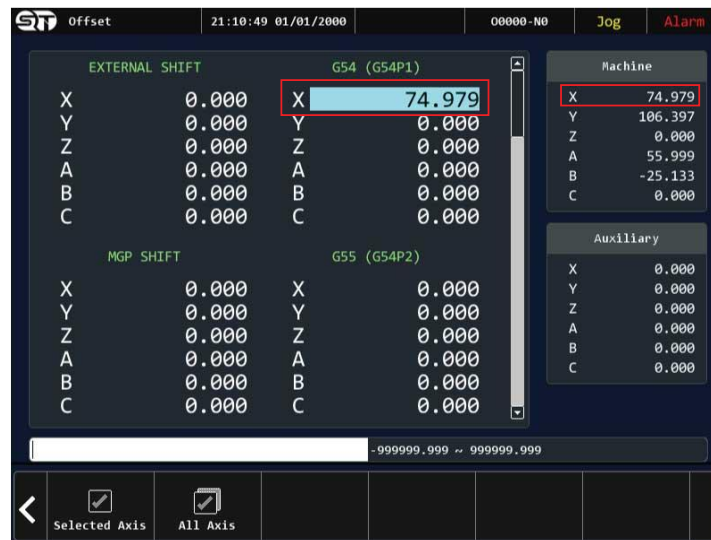 ST Offset 21:10:49 01/01/2000 O0000-N0 Jog Alarm
EXTERNAL SHIFT
X 0.000
Y 0.000
Z 0.000
A 0.000
B 0.000
C 0.000
G54 (G54P1)
X 74.979
Y 0.000
Z 0.000
A 0.000
B 0.000
C 0.000
MGP SHIFT
X 0.000
Y 0.000
Z 0.000
A 0.000
B 0.000
C 0.000
G55 (G54P2)
X 0.000
Y 0.000
Z 0.000
A 0.000
B 0.000
C 0.000
Machine
X 74.979
Y 106.397
Z 0.000
A 55.999
B -25.133
C 0.000
Auxiliary
X 0.000
Y 0.000
Z 0.000
A 0.000
B 0.000
C 0.000
-999999.999 ~ 999999.999
Selected Axis All Axis